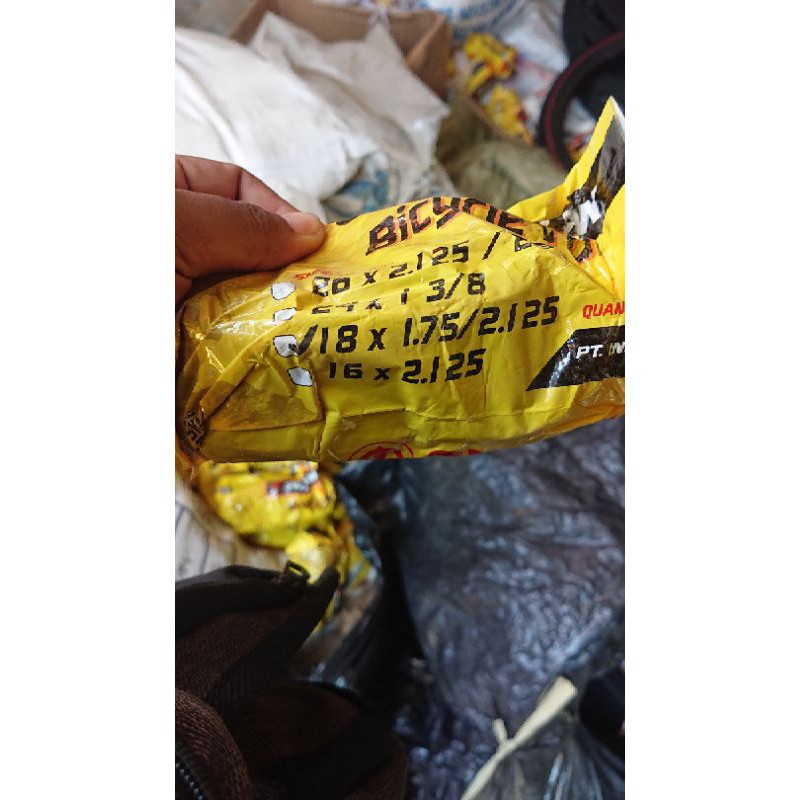 Bicycle
20 x 2.125 /
24 x 1 3/8
18 x 1.75/2.125
16 x 2.125
QUAN
PT. IN